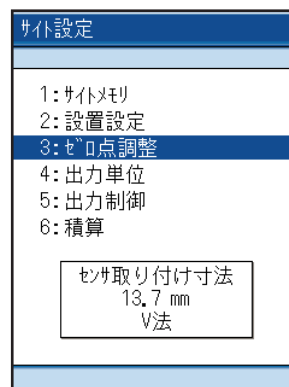 ｻｲﾄ設定
1:ｻｲﾄﾒﾓﾘ
2:設置設定
3:ｾﾞﾛ点調整
4:出力単位
5:出力制御
6:積算
ｾﾝｻ取り付け寸法
13.7 mm
V法